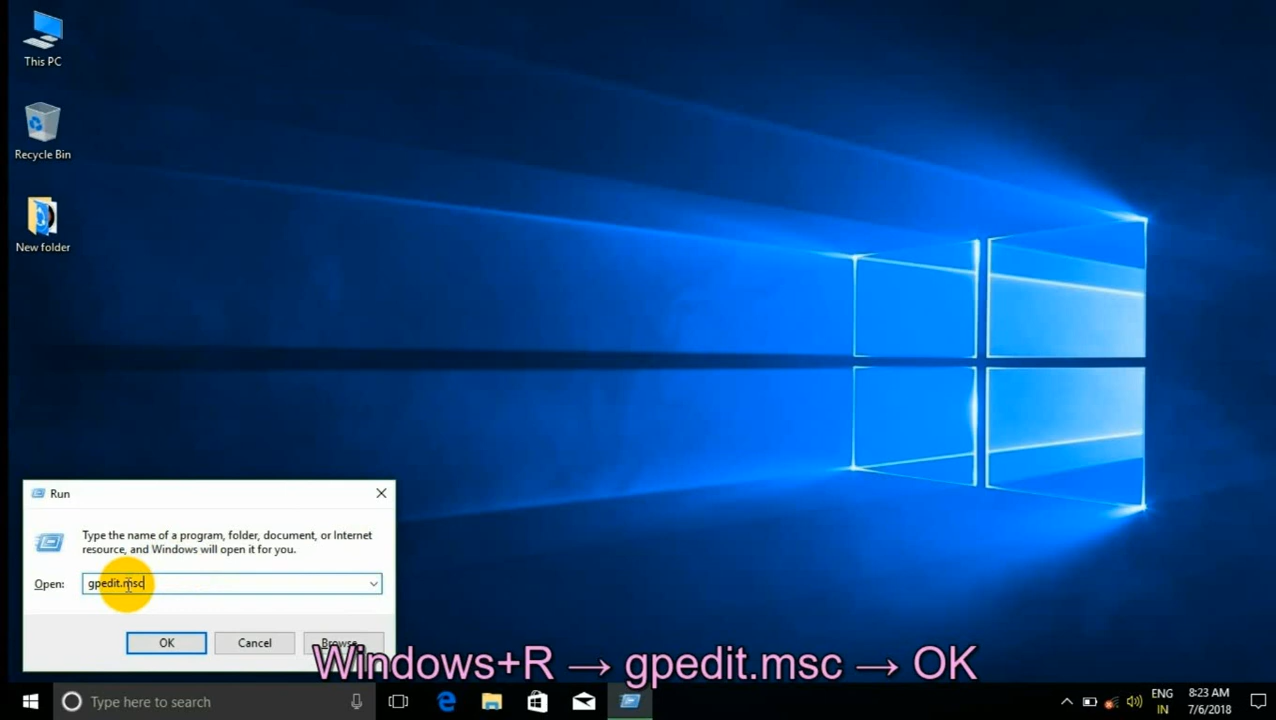 This PC
Recycle Bin
New folder
Run
Type the name of a program, folder, document, or Internet
resource, and Windows will open it for you.
Open: gpedit.msc
OK Cancel Browse...
Windows+R → gpedit.msc → OK
Type here to search
ENG
IN
8:23 AM
7/6/2018